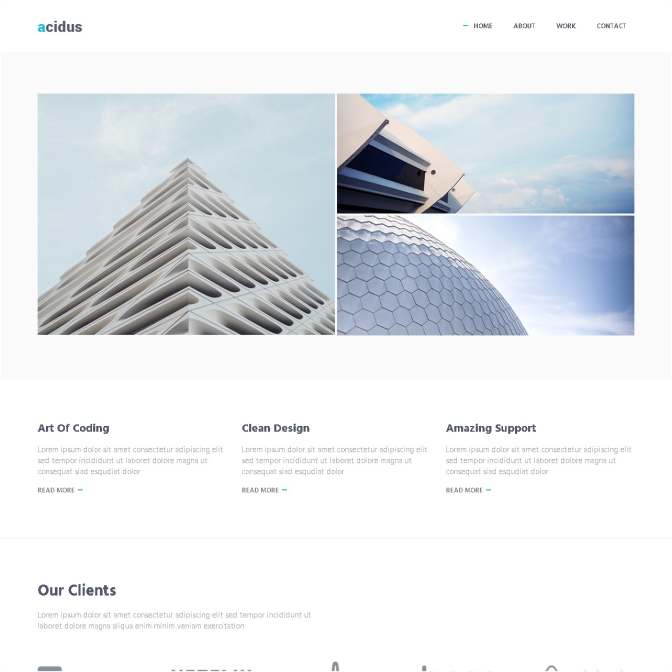 acidus
HOME ABOUT WORK CONTACT
Art Of Coding
Lorem ipsum dolor sit amet consectetur adipiscing elit
sed tempor incididunt ut laboret dolore magna ut
consequat siad esqudiat dolor
READ MORE
Clean Design
Lorem ipsum dolor sit amet consectetur adipiscing elit
sed tempor incididunt ut laboret dolore magna ut
consequat siad esqudiat dolor
READ MORE
Amazing Support
Lorem ipsum dolor sit amet consectetur adipiscing elit
sed tempor incididunt ut laboret dolore magna ut
consequat siad esqudiat dolor
READ MORE
Our Clients
Lorem ipsum dolor sit amet consectetur adipiscing elit sed tempor incididunt ut
laboret dolore magna aliqua enim minim veniam exercitation